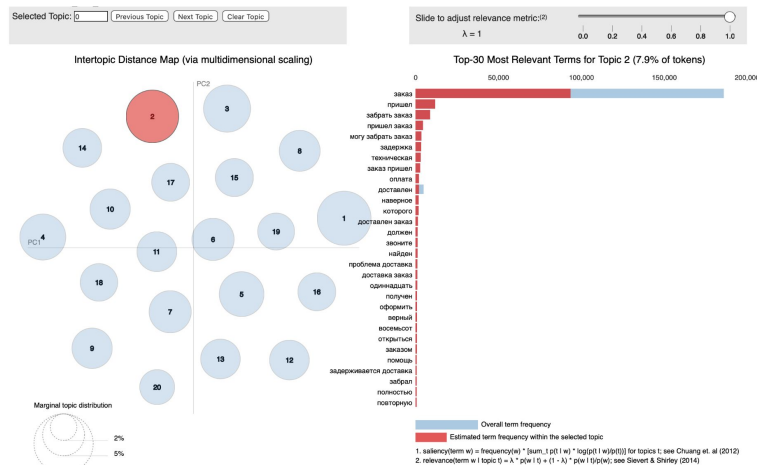 Selected Topic: 0 Previous Topic Next Topic Clear Topic
Slide to adjust relevance metric:(2)
λ = 1
0.0 0.2 0.4 0.6 0.8 1.0
Intertopic Distance Map (via multidimensional scaling)
PC2
PC1
2
3
14
8
17
15
10
1
4
6
19
11
18
5
16
7
9
13
12
20
Marginal topic distribution
2%
5%
Top-30 Most Relevant Terms for Topic 2 (7.9% of tokens)
0 50,000 100,000 150,000 200,000
заказ
пришел
забрать заказ
пришел заказ
могу забрать заказ
задержка
техническая
заказ пришел
оплата
доставлен
наверное
которого
доставлен заказ
должен
звоните
найден
проблема доставка
доставка заказ
одиннадцать
получен
оформить
верный
восемьсот
открыться
заказом
помощь
задерживается доставка
забрал
полностью
повторную
Overall term frequency
Estimated term frequency within the selected topic
1. saliency(term w) = frequency(w) * [sum_t p(t | w) * log(p(t | w)/p(t))] for topics t; see Chuang et. al (2012)
2. relevance(term w | topic t) = λ * p(w | t) + (1 - λ) * p(w | t)/p(w); see Sievert & Shirley (2014)